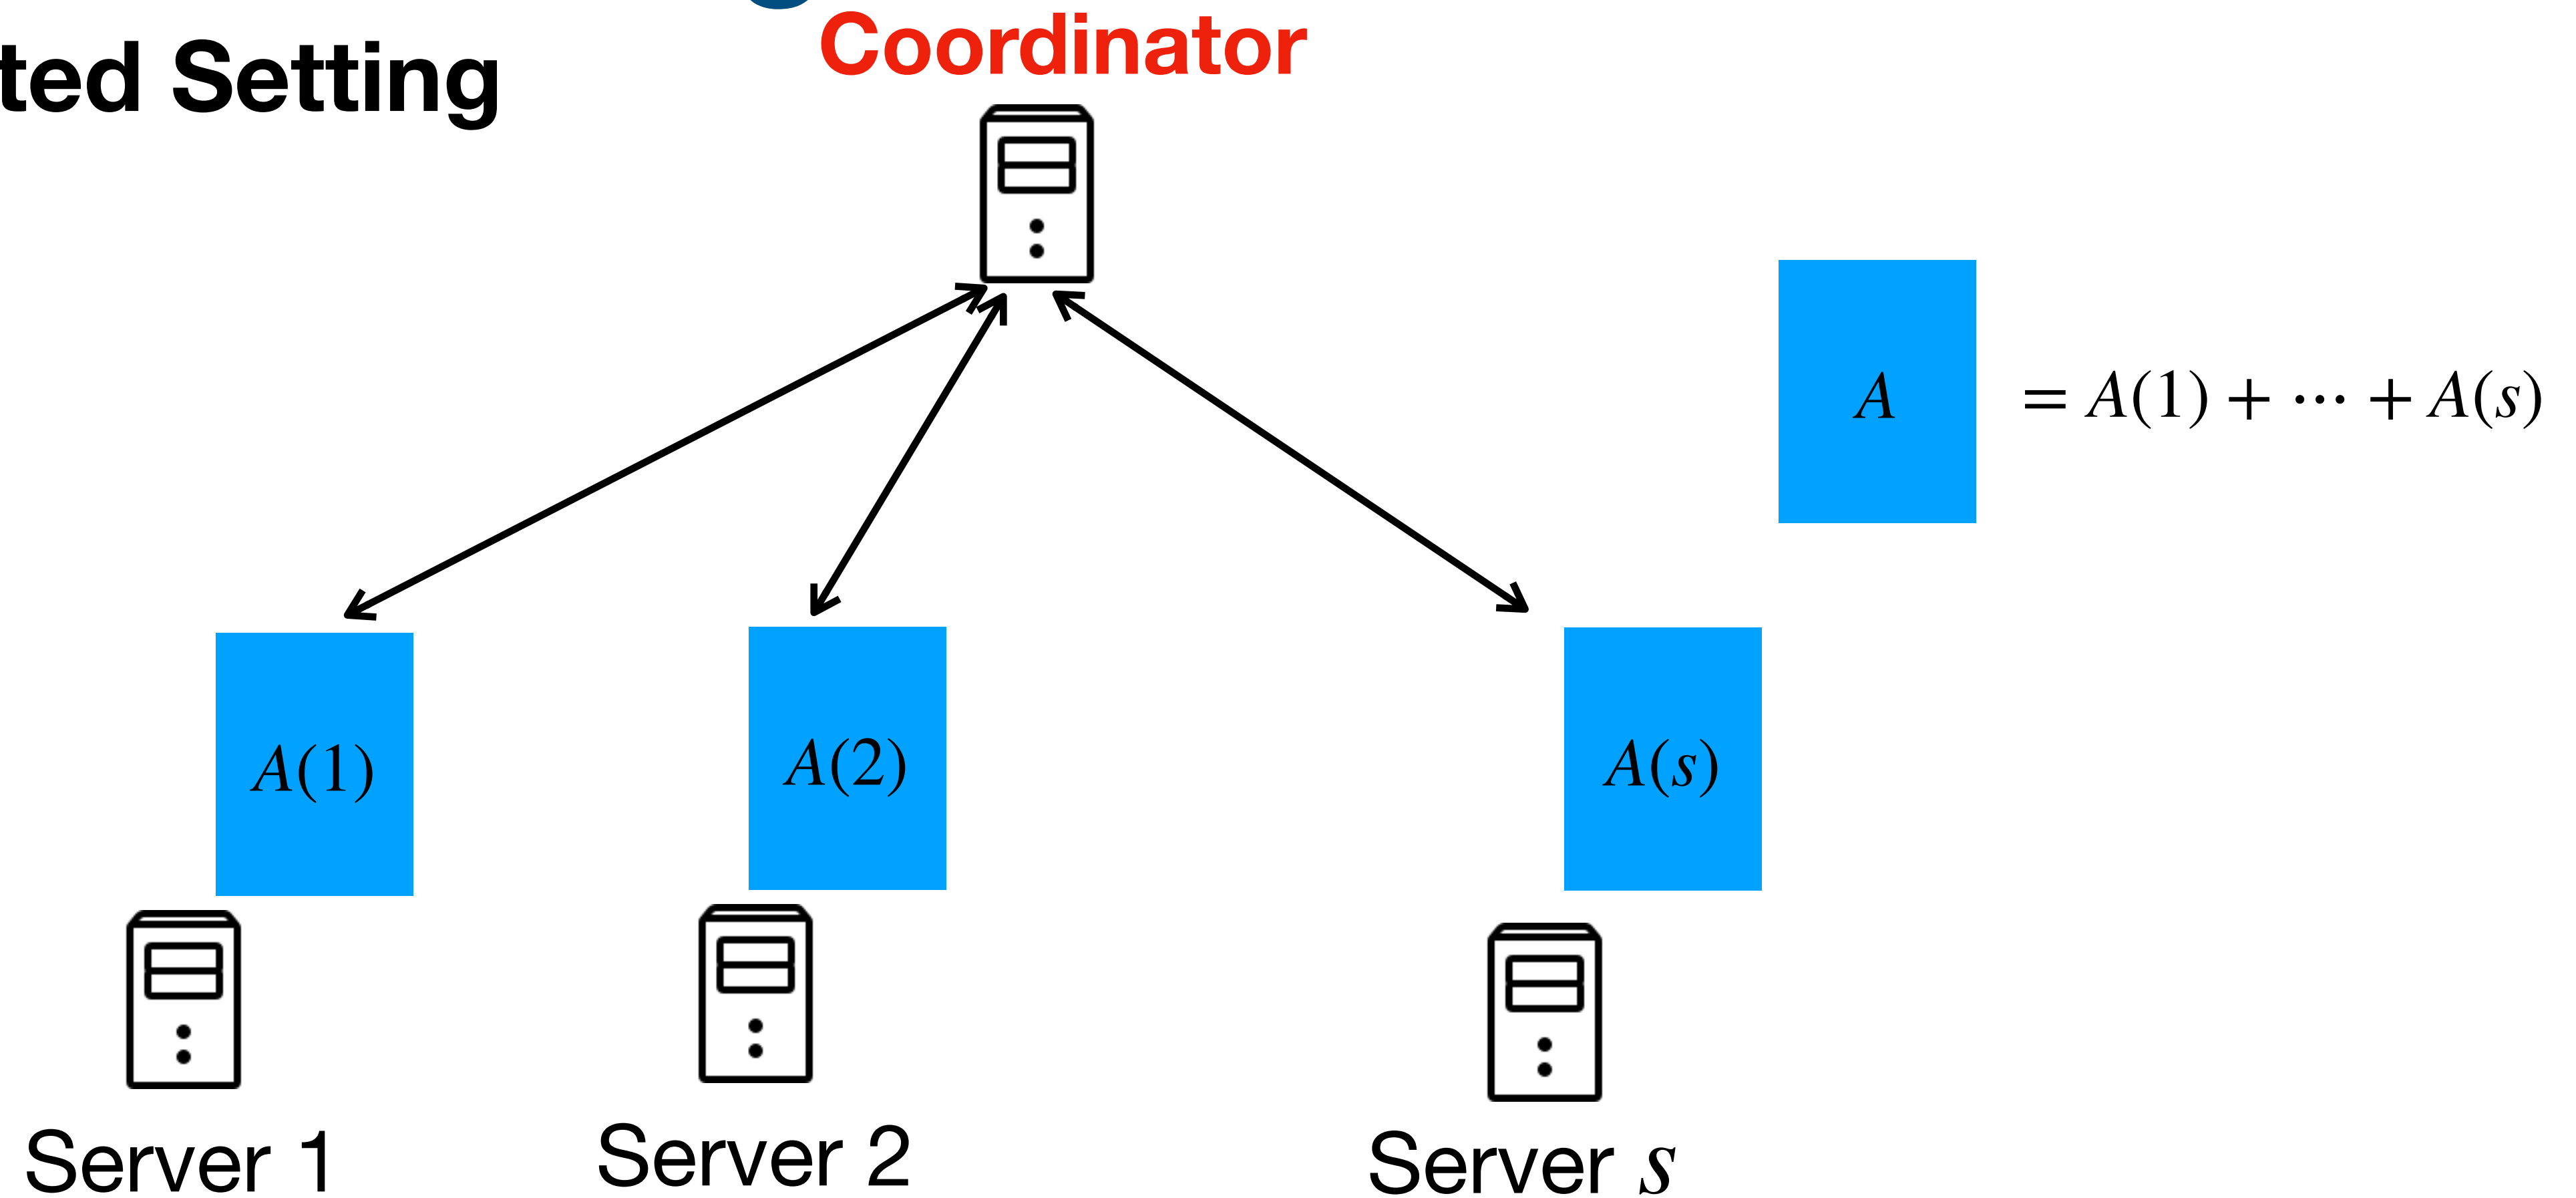 Coordinator
ted Setting
A = A(1) + ··· + A(s)
A(1)
A(2)
A(s)
Server 1
Server 2
Server s